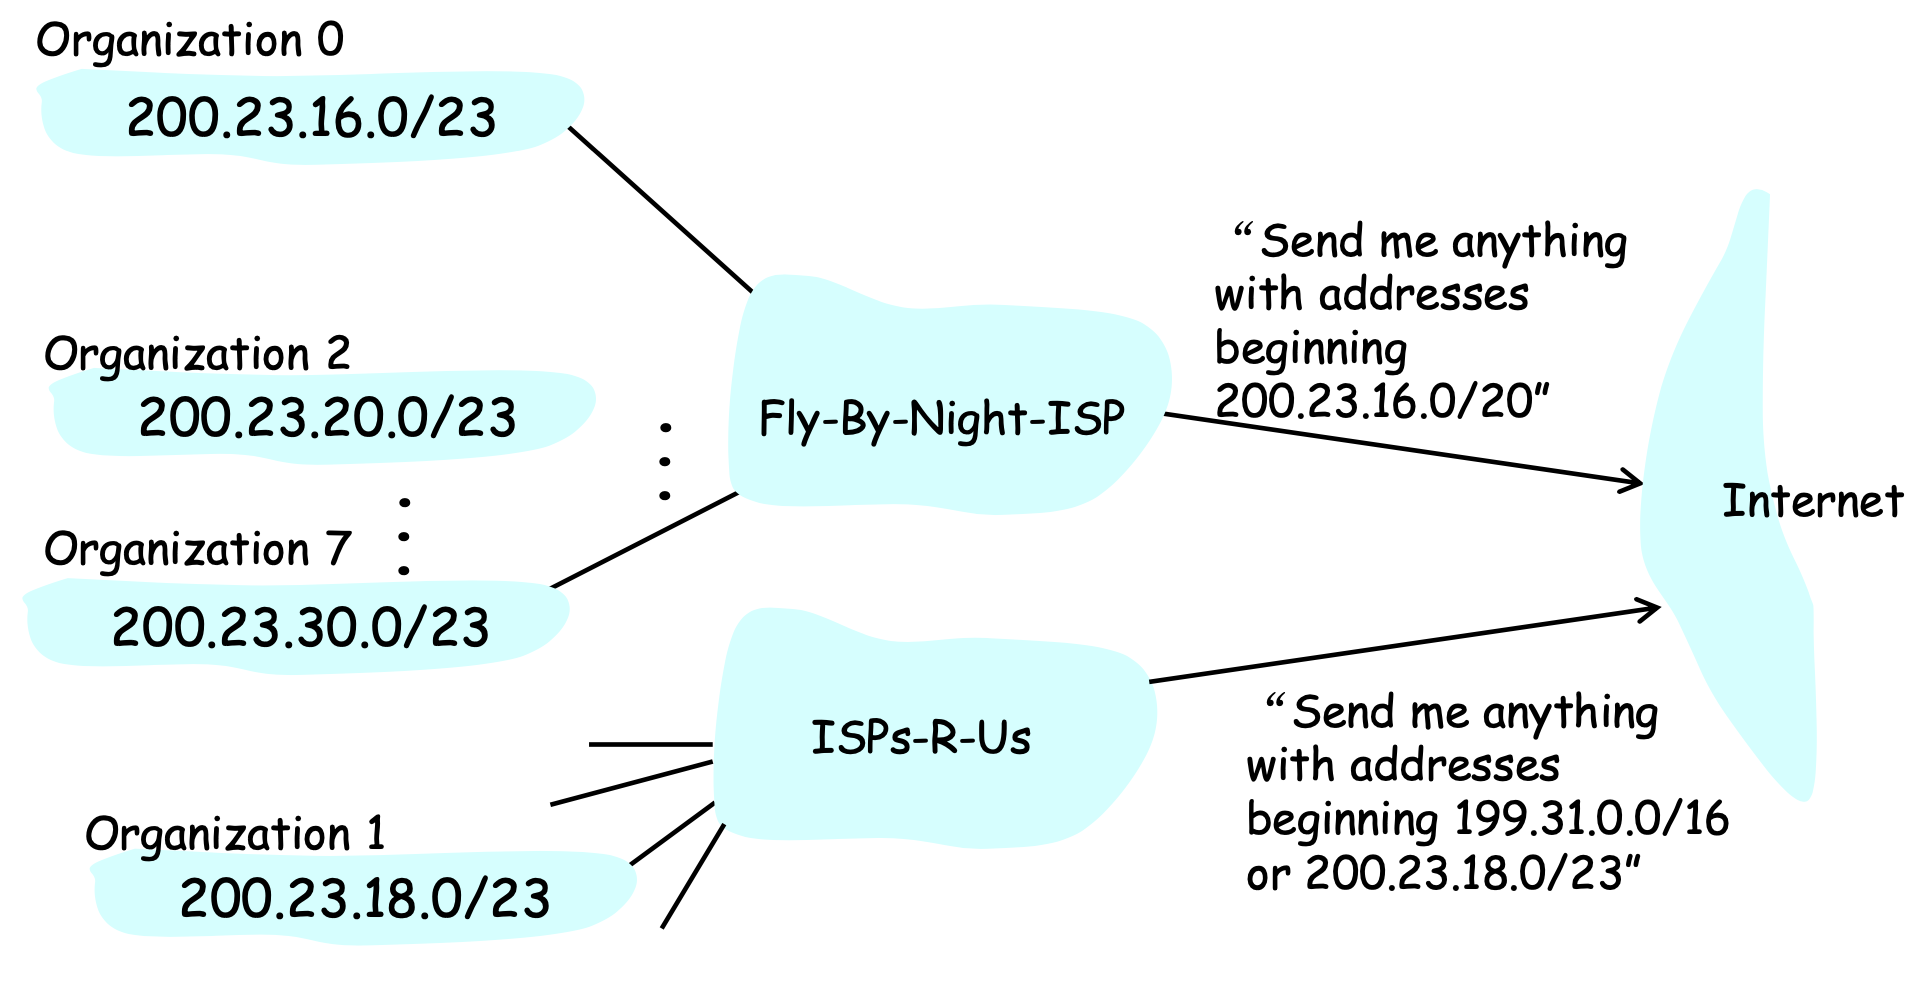 Organization 0
200.23.16.0/23
Organization 2
200.23.20.0/23
Organization 7
200.23.30.0/23
Organization 1
200.23.18.0/23
Fly-By-Night-ISP
ISPs-R-Us
“Send me anything
with addresses
beginning
200.23.16.0/20”
“Send me anything
with addresses
beginning 199.31.0.0/16
or 200.23.18.0/23”
Internet